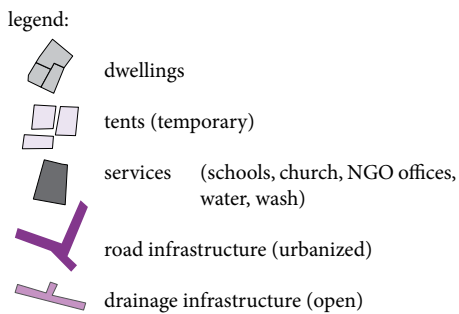 legend:
dwellings
tents (temporary)
services (schools, church, NGO offices,
water, wash)
road infrastructure (urbanized)
drainage infrastructure (open)